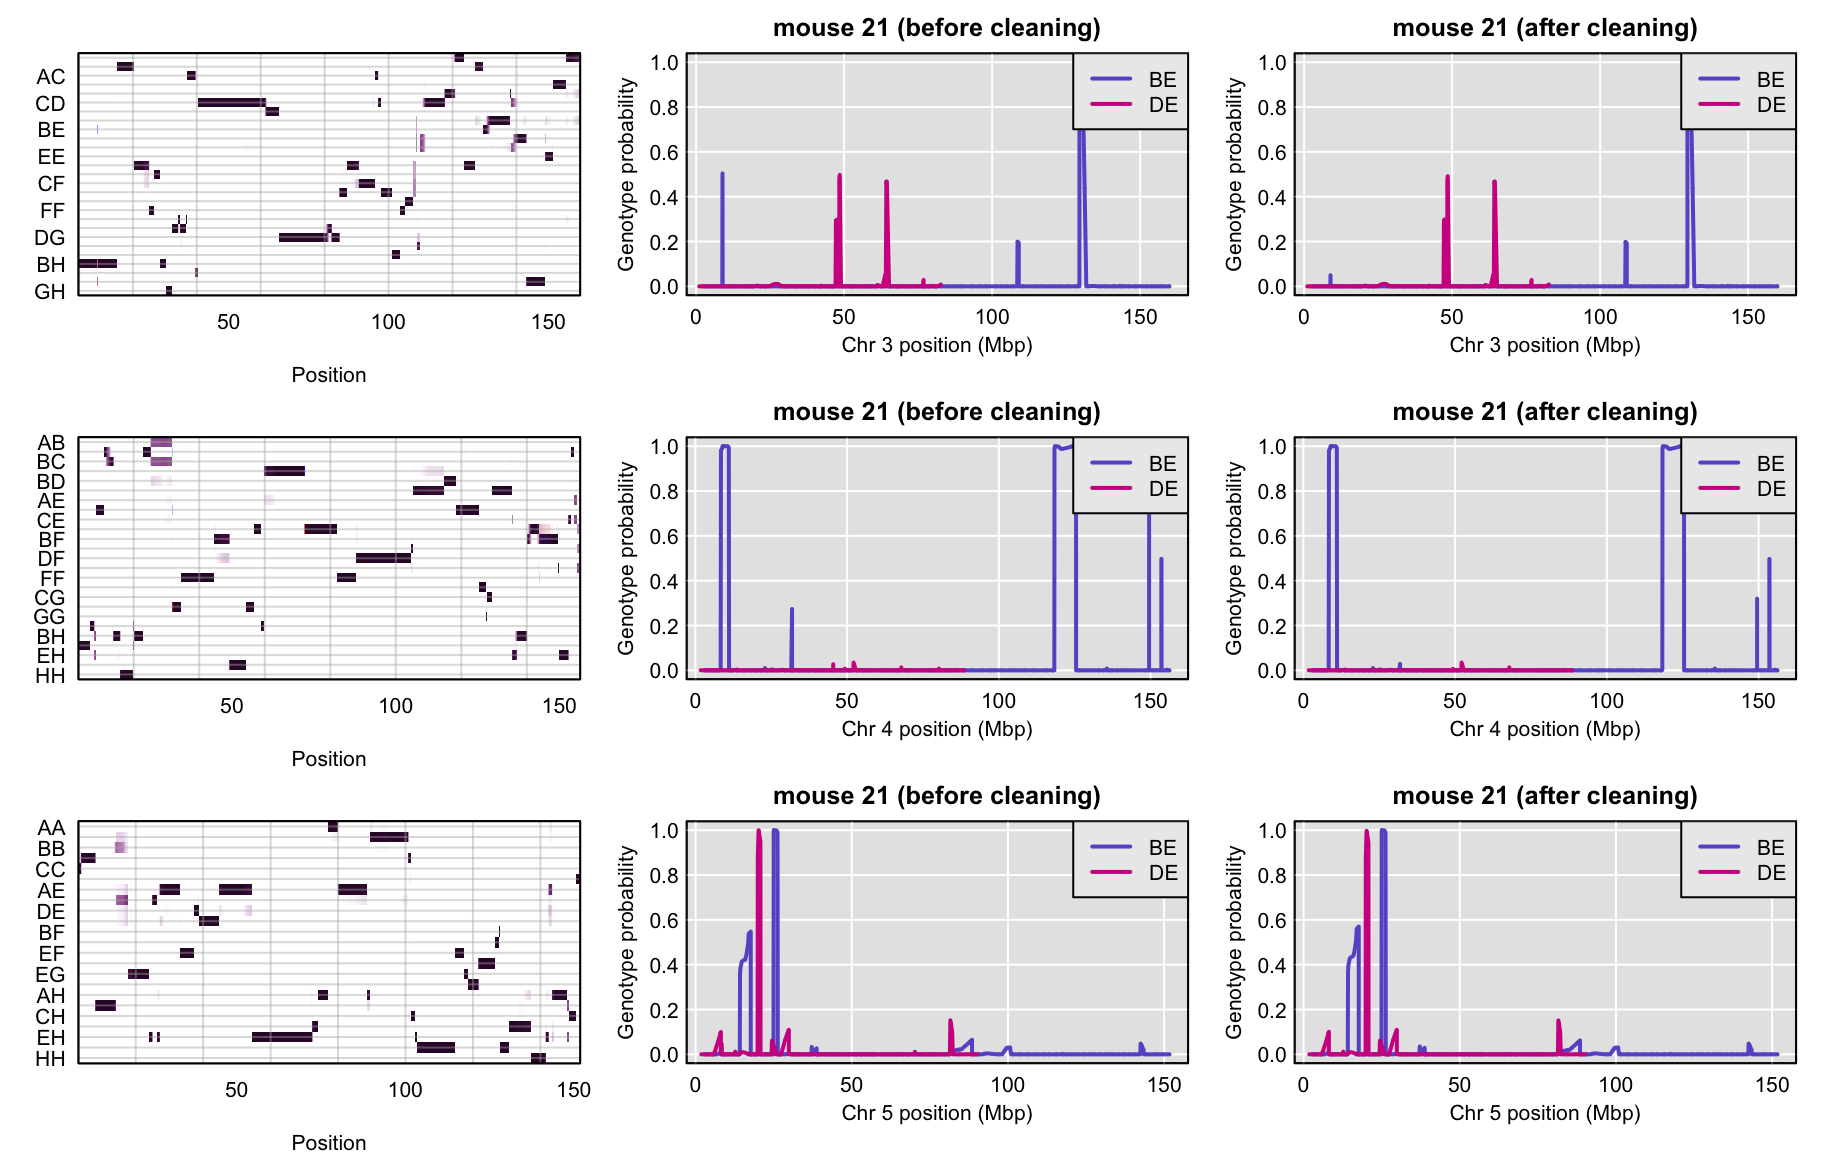 mouse 21 (before cleaning)
mouse 21 (after cleaning)
AC
CD
BE
EE
CF
FF
DG
BH
GH
50 100 150
Position
Genotype probability
1.0
0.8
0.6
0.4
0.2
0.0
BE
DE
0 50 100 150
Chr 3 position (Mbp)
Genotype probability
1.0
0.8
0.6
0.4
0.2
0.0
BE
DE
0 50 100 150
Chr 3 position (Mbp)
mouse 21 (before cleaning)
mouse 21 (after cleaning)
AB
BC
BD
AE
CE
BF
DF
FF
CG
GG
BH
EH
HH
50 100 150
Position
Genotype probability
1.0
0.8
0.6
0.4
0.2
0.0
BE
DE
0 50 100 150
Chr 4 position (Mbp)
Genotype probability
1.0
0.8
0.6
0.4
0.2
0.0
BE
DE
0 50 100 150
Chr 4 position (Mbp)
mouse 21 (before cleaning)
mouse 21 (after cleaning)
AA
BB
CC
AE
DE
BF
EF
EG
AH
CH
EH
HH
50 100 150
Position
Genotype probability
1.0
0.8
0.6
0.4
0.2
0.0
BE
DE
0 50 100 150
Chr 5 position (Mbp)
Genotype probability
1.0
0.8
0.6
0.4
0.2
0.0
BE
DE
0 50 100 150
Chr 5 position (Mbp)